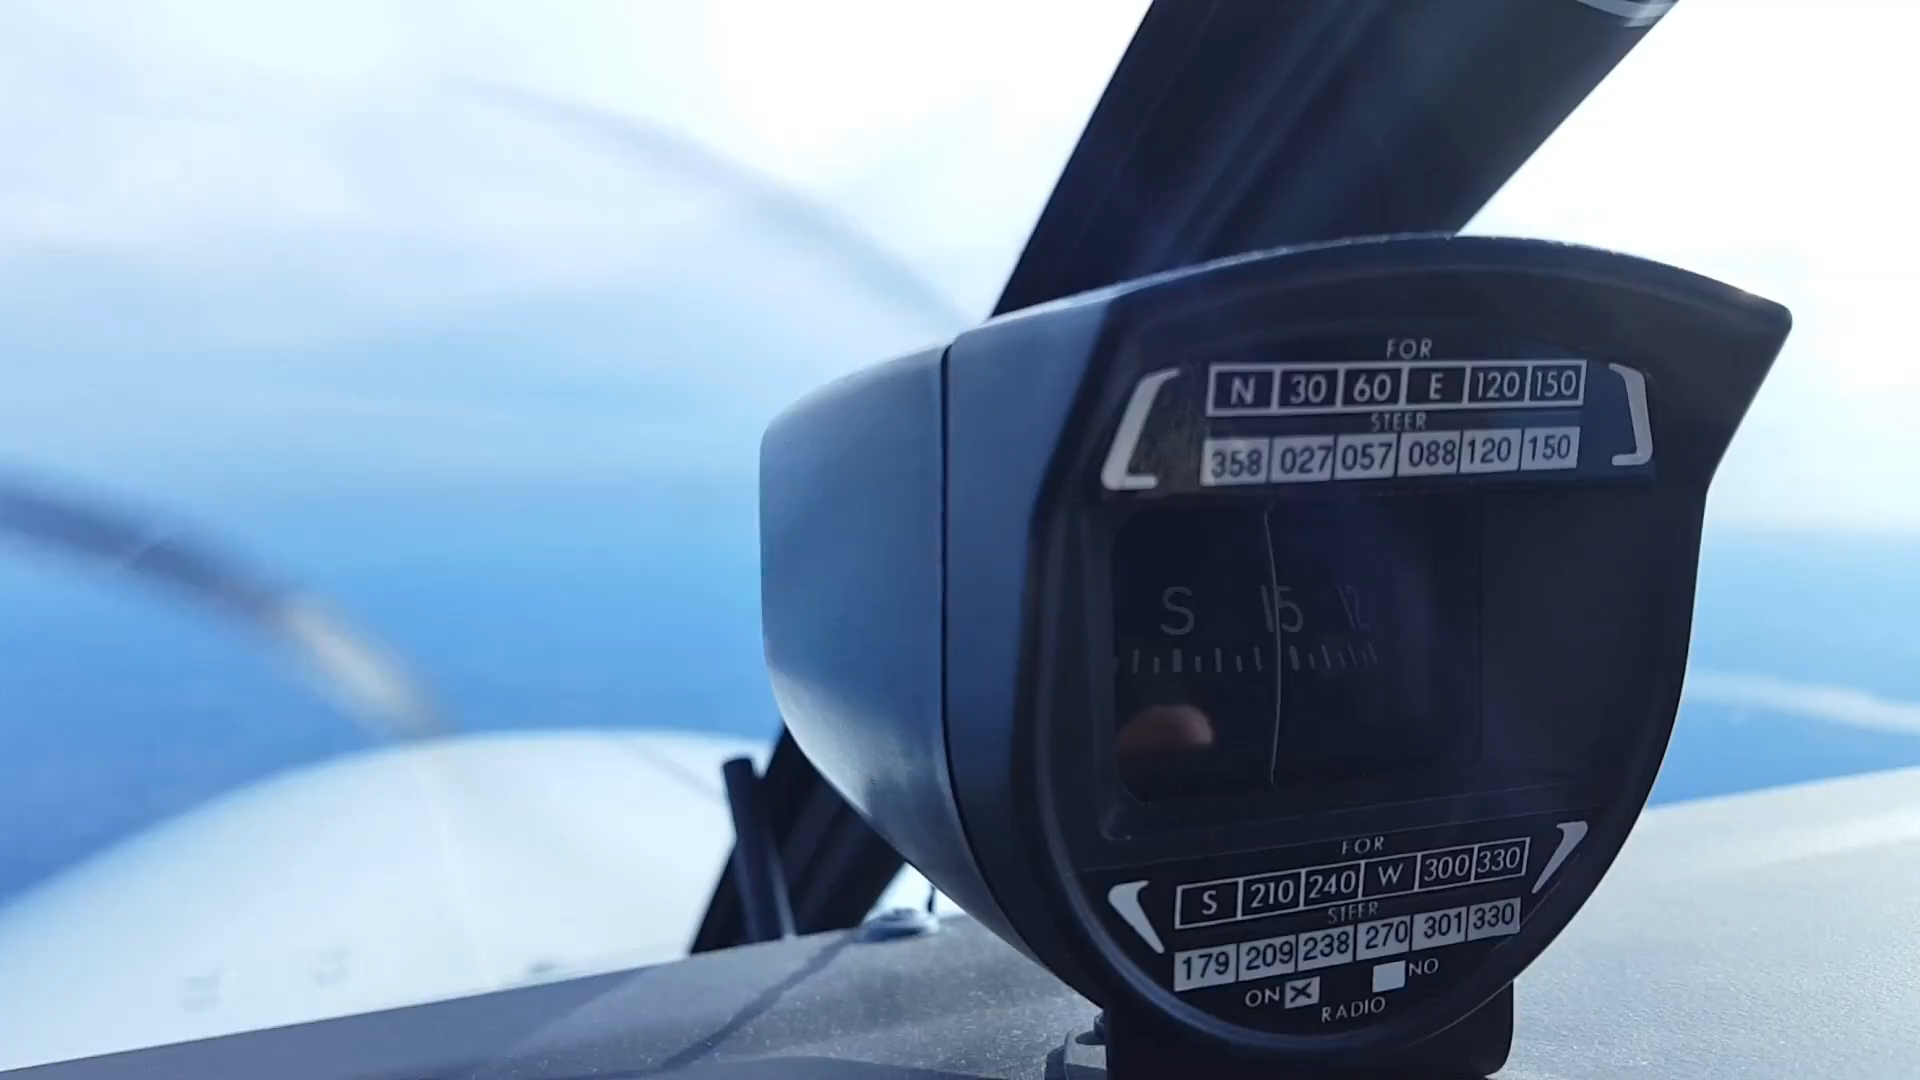 FOR
N 30 60 E 120 150
STEER
358 027 057 088 120 150
S 15 12
FOR
S 210 240 W 300 330
STEER
179 209 238 270 301 330
ON NO
RADIO